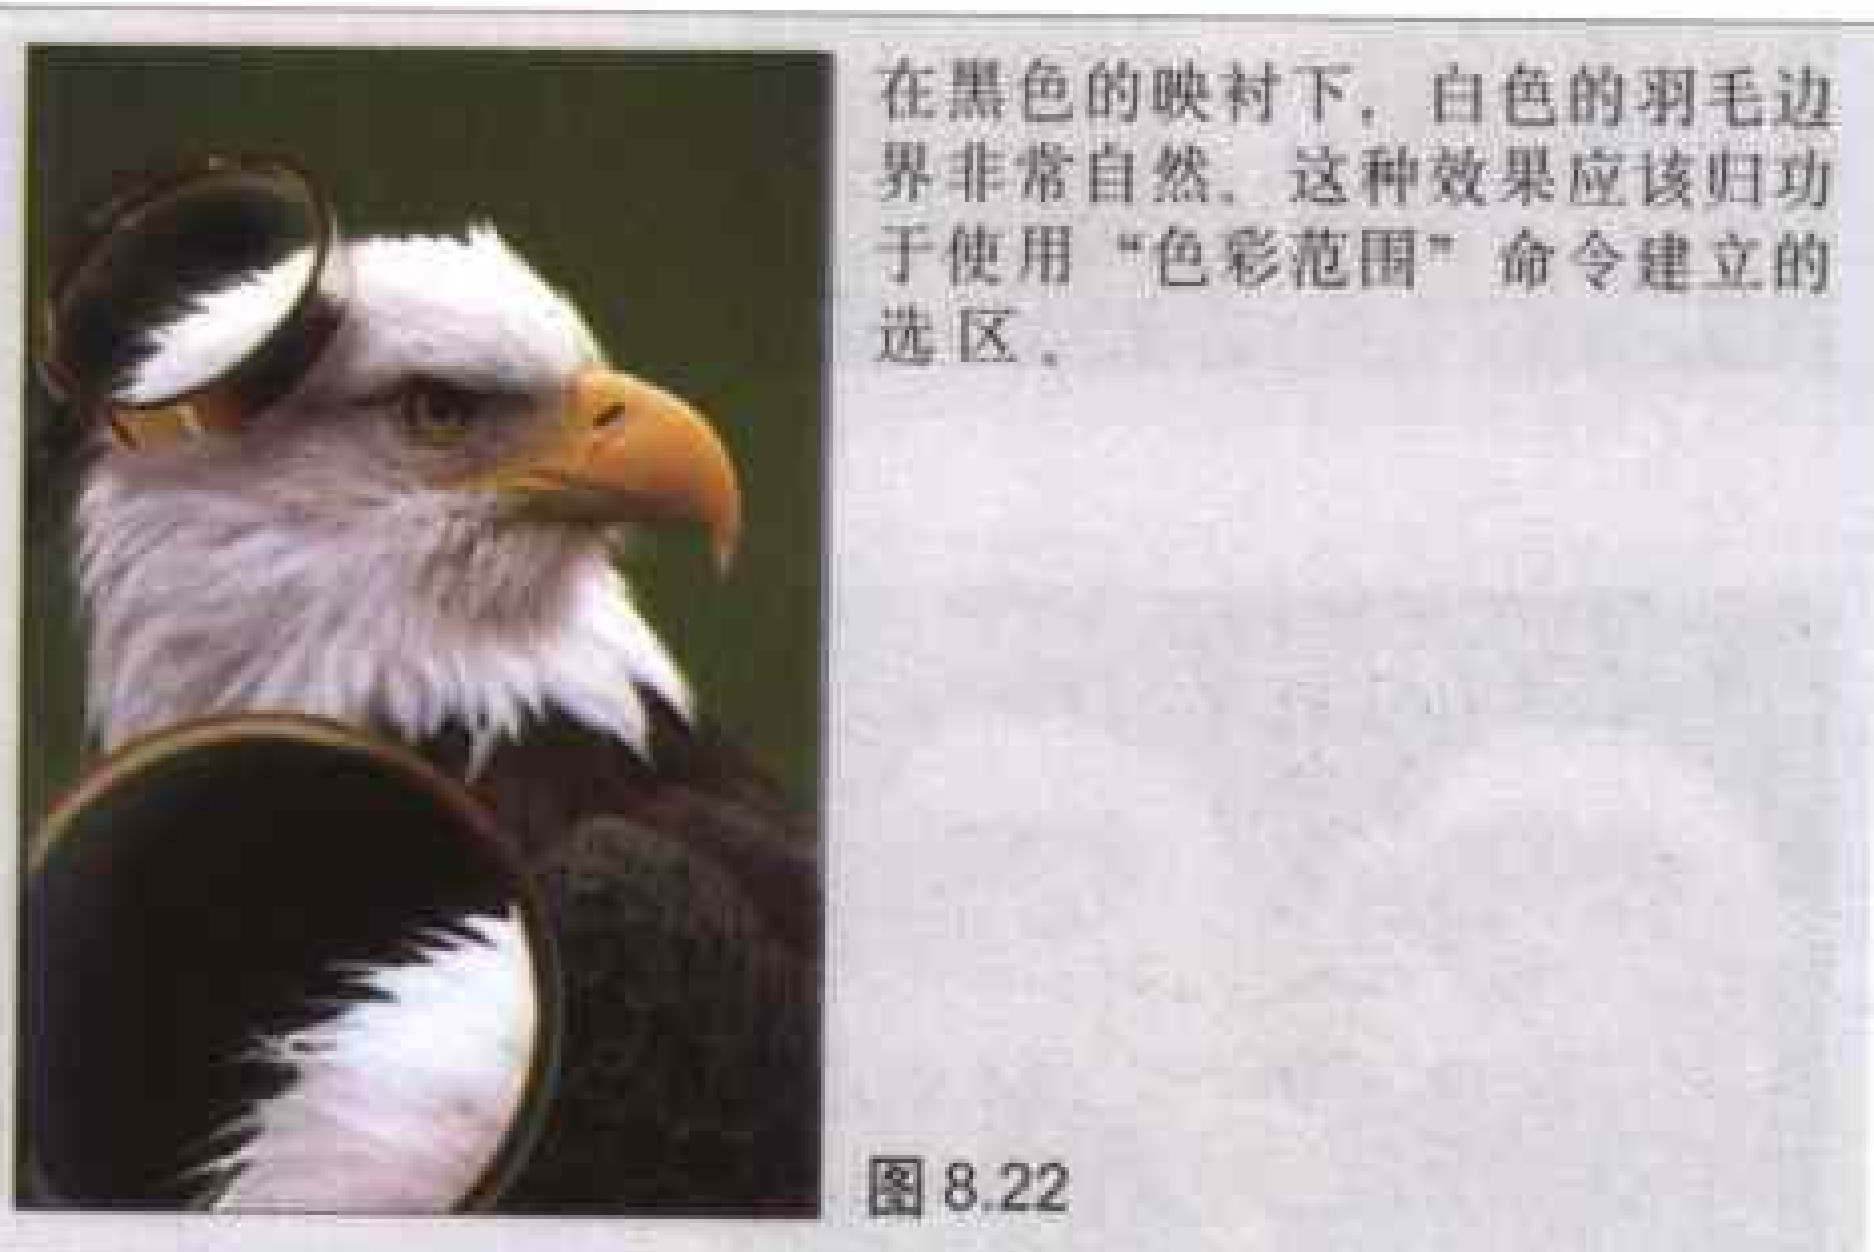 在黑色的映衬下，白色的羽毛边
界非常自然。这种效果应该归功
于使用“色彩范围”命令建立的
选区。
图 8.22